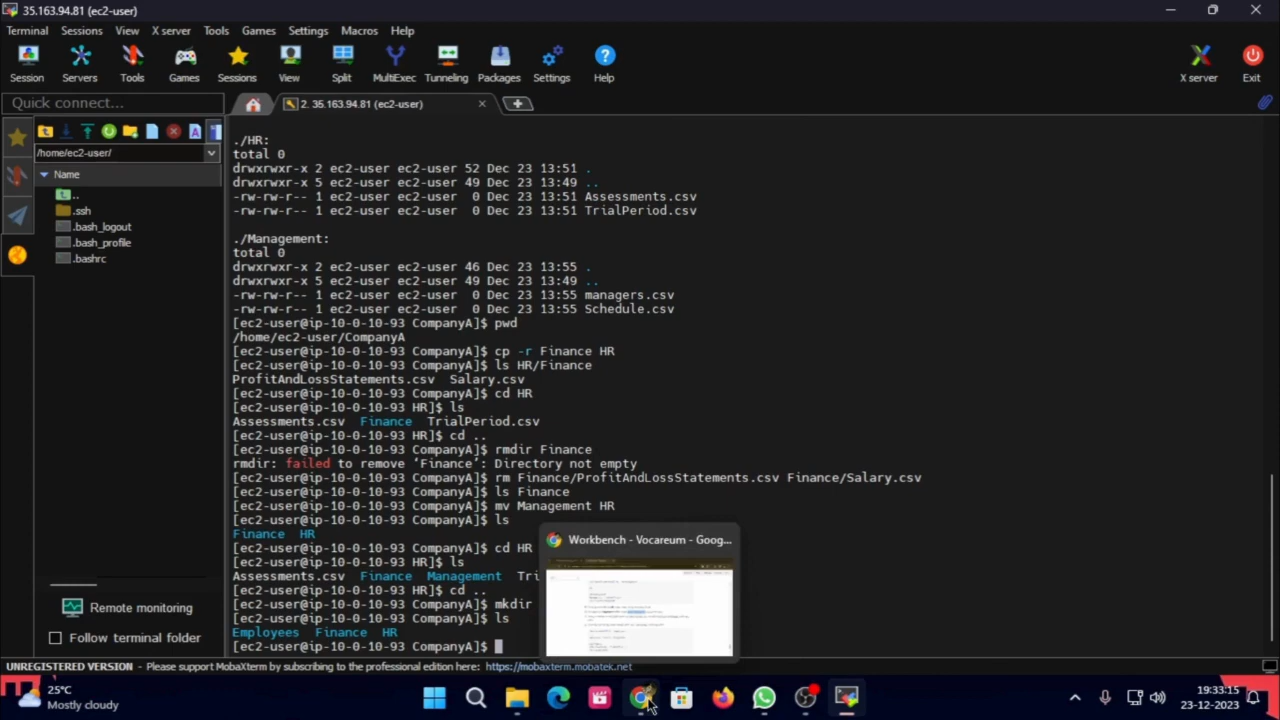 35.163.94.81 (ec2-user)
Terminal Sessions View X server Tools Games Settings Macros Help
Session Servers Tools Games Sessions View Split MultiExec Tunneling Packages Settings Help X server Exit
Quick connect...
2. 35.163.94.81 (ec2-user)
/home/ec2-user/
Name
..
.ssh
.bash_logout
.bash_profile
.bashrc
Remote monitoring
Follow terminal folder
./HR:
total 0
drwxrwxr-x 2 ec2-user ec2-user 52 Dec 23 13:51 .
drwxrwxr-x 5 ec2-user ec2-user 49 Dec 23 13:49 ..
-rw-rw-r-- 1 ec2-user ec2-user 0 Dec 23 13:51 Assessments.csv
-rw-rw-r-- 1 ec2-user ec2-user 0 Dec 23 13:51 TrialPeriod.csv
./Management:
total 0
drwxrwxr-x 2 ec2-user ec2-user 46 Dec 23 13:55 .
drwxrwxr-x 5 ec2-user ec2-user 49 Dec 23 13:49 ..
-rw-rw-r-- 1 ec2-user ec2-user 0 Dec 23 13:55 managers.csv
-rw-rw-r-- 1 ec2-user ec2-user 0 Dec 23 13:55 Schedule.csv
[ec2-user@ip-10-0-10-93 CompanyA]$ pwd
/home/ec2-user/CompanyA
[ec2-user@ip-10-0-10-93 CompanyA]$ cp -r Finance HR
[ec2-user@ip-10-0-10-93 CompanyA]$ ls HR/Finance
ProfitAndLossStatements.csv Salary.csv
[ec2-user@ip-10-0-10-93 CompanyA]$ cd HR
[ec2-user@ip-10-0-10-93 HR]$ ls
Assessments.csv Finance TrialPeriod.csv
[ec2-user@ip-10-0-10-93 HR]$ cd ..
[ec2-user@ip-10-0-10-93 CompanyA]$ rmdir Finance
rmdir: failed to remove ‘Finance’: Directory not empty
[ec2-user@ip-10-0-10-93 CompanyA]$ rm Finance/ProfitAndLossStatements.csv Finance/Salary.csv
[ec2-user@ip-10-0-10-93 CompanyA]$ ls Finance
[ec2-user@ip-10-0-10-93 CompanyA]$ mv Management HR
[ec2-user@ip-10-0-10-93 CompanyA]$ ls
Finance HR
[ec2-user@ip-10-0-10-93 CompanyA]$ cd HR
[ec2-user@ip-10-0-10-93 HR]$ ls
Assessments.csv Finance Management Tri
[ec2-user@ip-10-0-10-93 HR]$ cd ..
[ec2-user@ip-10-0-10-93 CompanyA]$ mkdir
[ec2-user@ip-10-0-10-93 CompanyA]$ ls
Employees Finance HR
[ec2-user@ip-10-0-10-93 CompanyA]$
Workbench - Vocareum - Goog...
UNREGISTERED VERSION - Please support MobaXterm by subscribing to the professional edition here: https://mobaxterm.mobatek.net
25°C
Mostly cloudy
19:33:15
23-12-2023